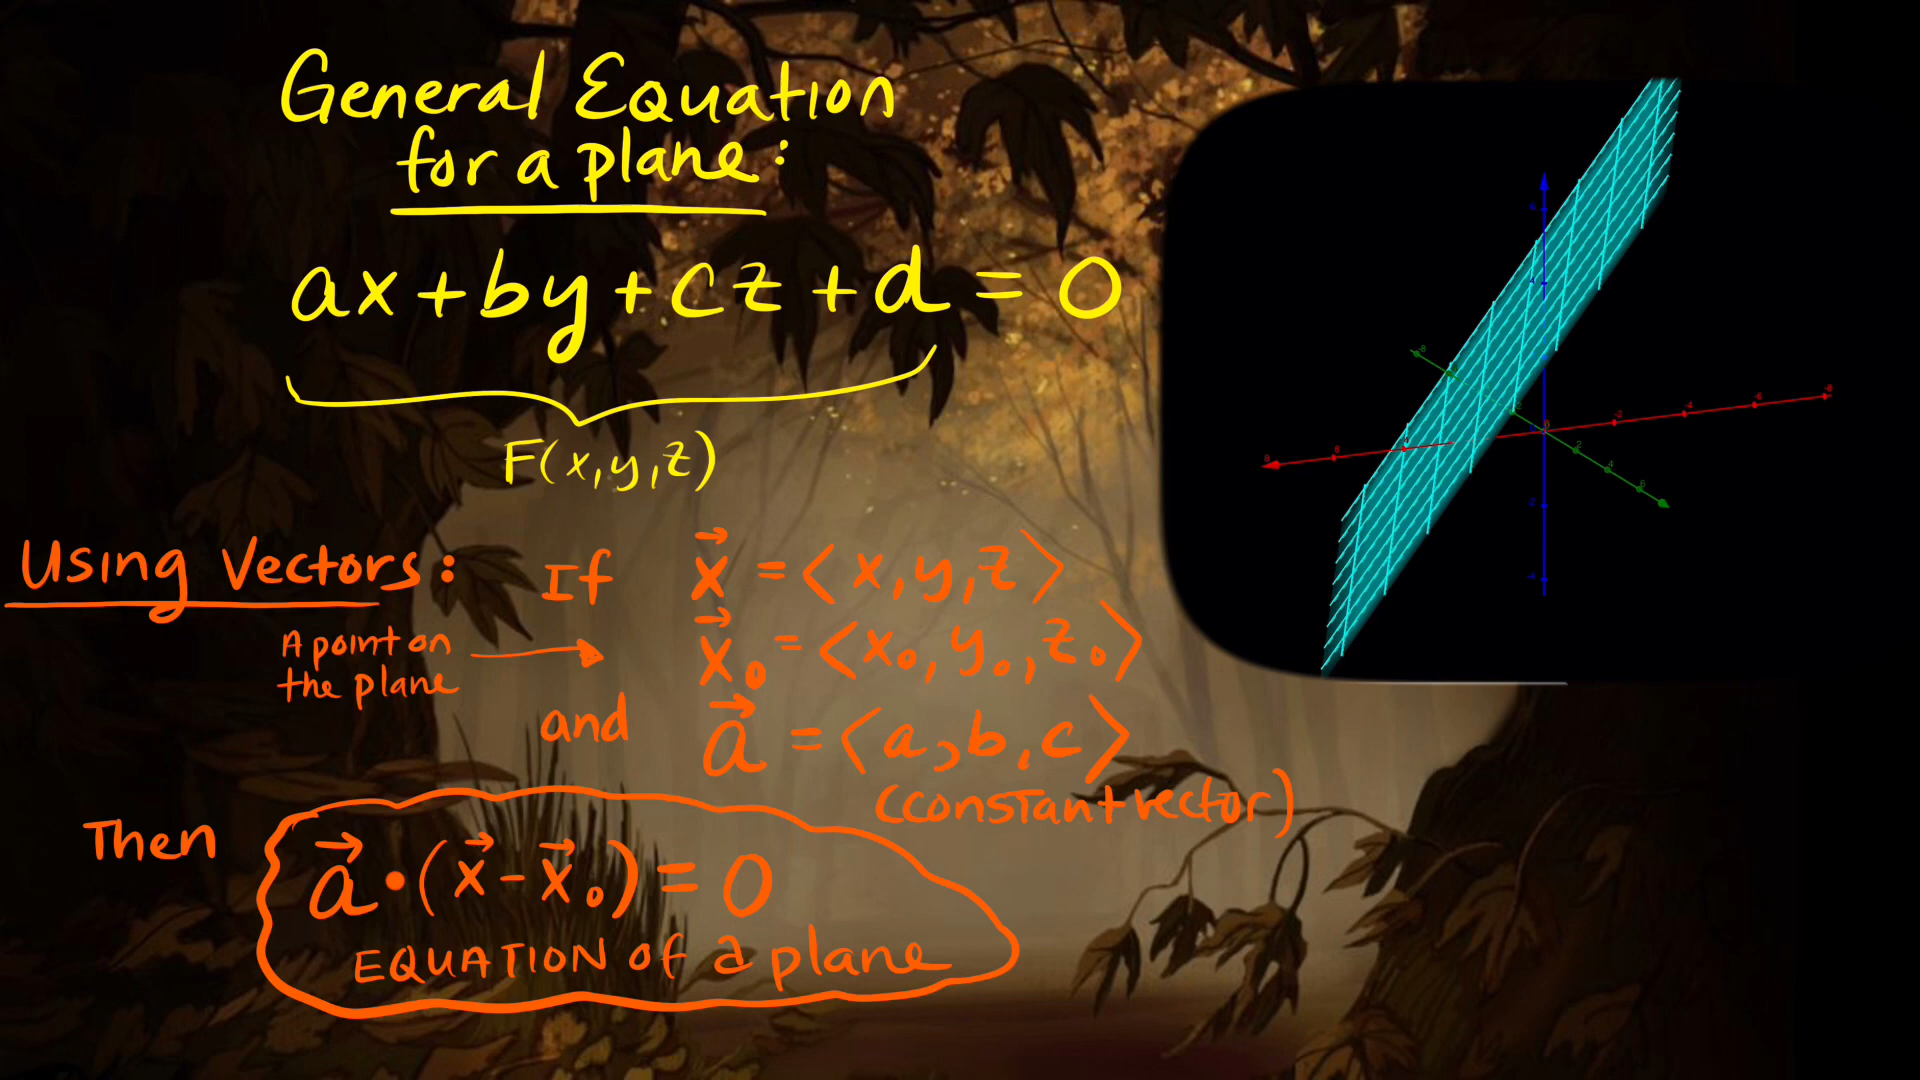 General Equation
for a plane:
ax+by+cz+d=0
F(x,y,z)
Using Vectors: If x⃗ = ⟨x,y,z⟩
A point on
the plane → x⃗₀ = ⟨x₀,y₀,z₀⟩
and a⃗ = ⟨a,b,c⟩
(constant vector)
Then a⃗•(x⃗-x⃗₀)=0
EQUATION of a plane